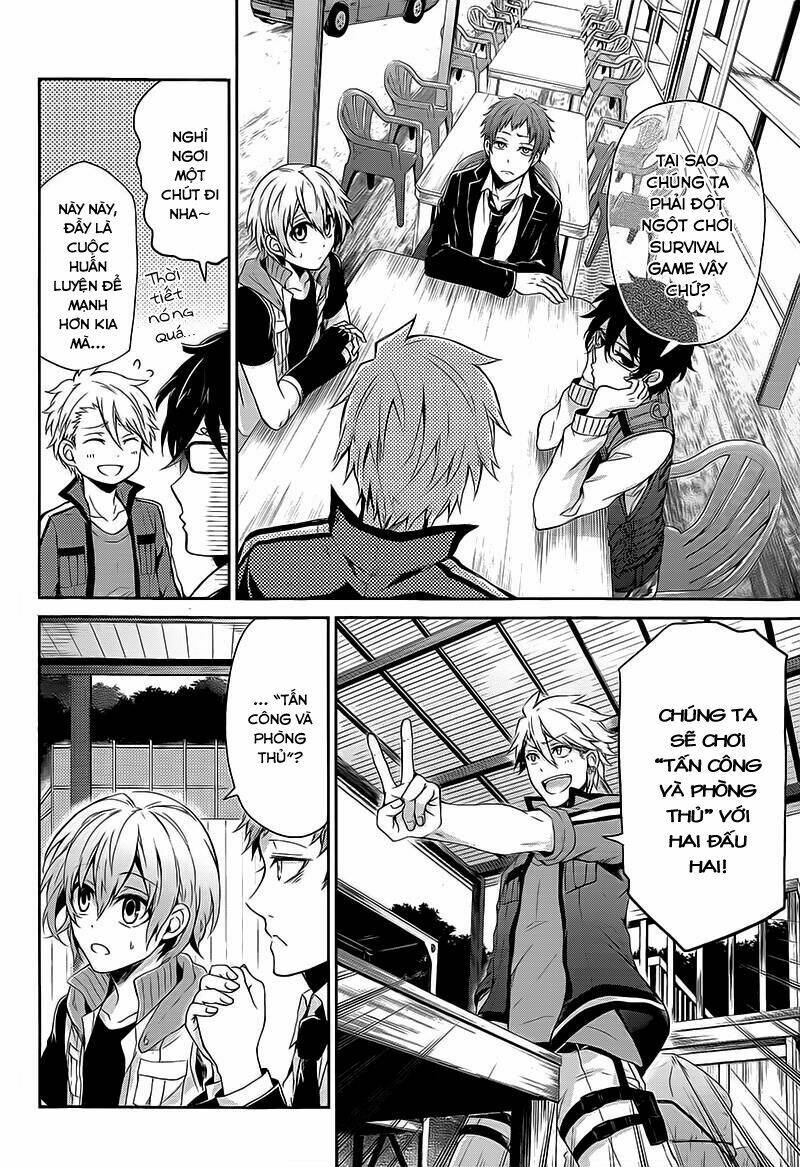 TẠI SAO
CHÚNG TA
PHẢI ĐỘT
NGỘT CHƠI
SURVIVAL
GAME VẬY
CHỨ?
NGHỈ
NGƠI
MỘT
CHÚT ĐI
NHA~
NÀY NÀY,
ĐẦY LÀ
CUỘC
HUẤN
LUYỆN ĐỂ
MẠNH
HƠN KIA
MÀ...
Thời
tiết
nóng
quá...
CHÚNG TA
SẼ CHƠI
"TẤN CÔNG
VÀ PHÒNG
THỦ" VỚI
HAI ĐẤU
HAI!
... "TẤN
CÔNG VÀ
PHÒNG
THỦ"?